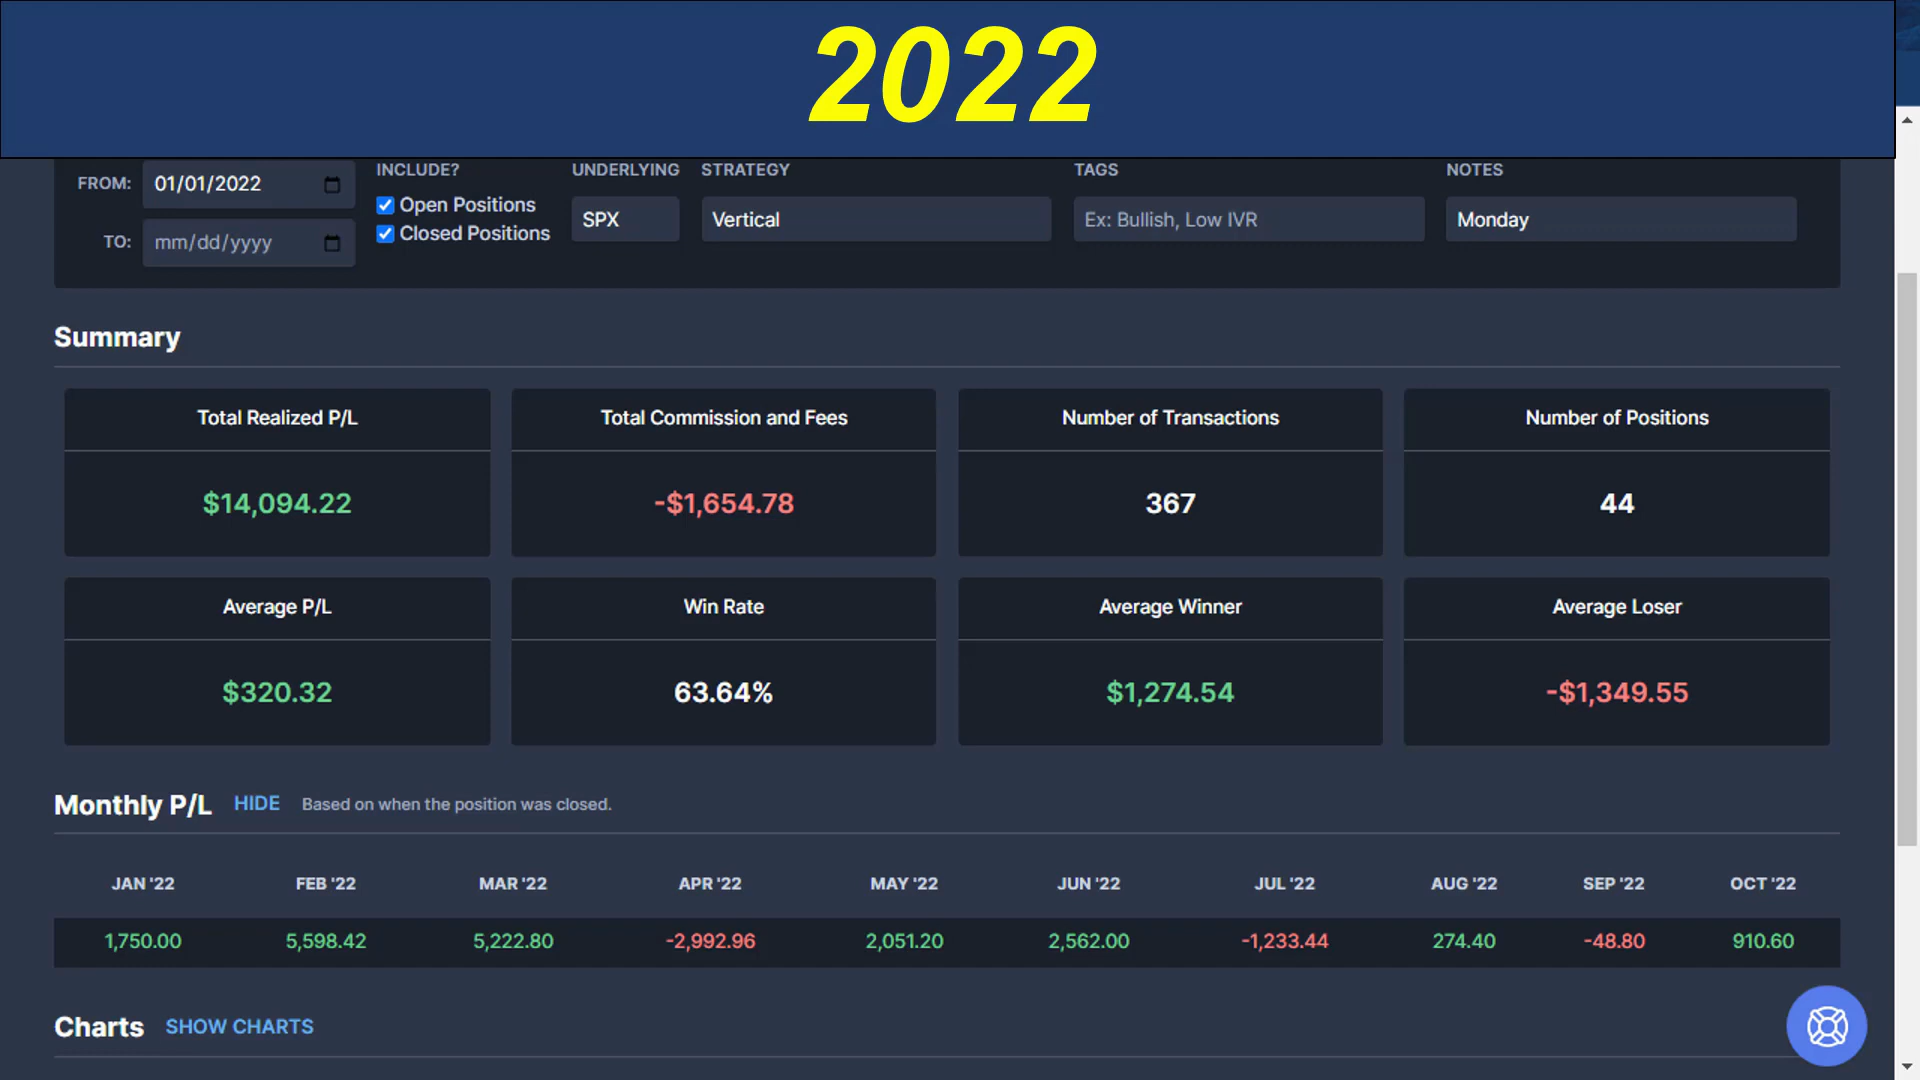 2022
FROM: 01/01/2022
TO: mm/dd/yyyy
INCLUDE?
Open Positions
Closed Positions
UNDERLYING
SPX
STRATEGY
Vertical
TAGS
Ex: Bullish, Low IVR
NOTES
Monday
Summary
Total Realized P/L
$14,094.22
Total Commission and Fees
-$1,654.78
Number of Transactions
367
Number of Positions
44
Average P/L
$320.32
Win Rate
63.64%
Average Winner
$1,274.54
Average Loser
-$1,349.55
Monthly P/L HIDE Based on when the position was closed.
JAN '22 FEB '22 MAR '22 APR '22 MAY '22 JUN '22 JUL '22 AUG '22 SEP '22 OCT '22
1,750.00 5,598.42 5,222.80 -2,992.96 2,051.20 2,562.00 -1,233.44 274.40 -48.80 910.60
Charts SHOW CHARTS